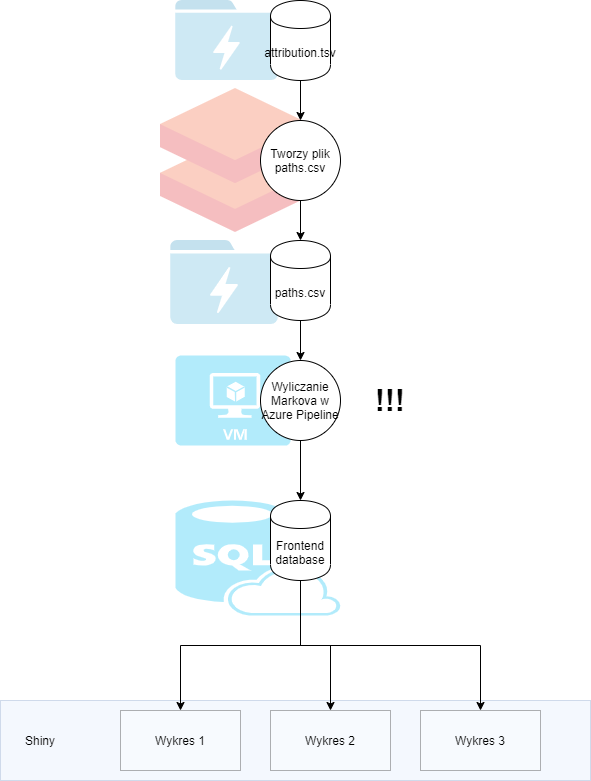 attribution.tsv
Tworzy plik
paths.csv
paths.csv
Wyliczanie
Markova w
Azure Pipeline
!!!
VM
SQL
Frontend
database
Shiny
Wykres 1
Wykres 2
Wykres 3